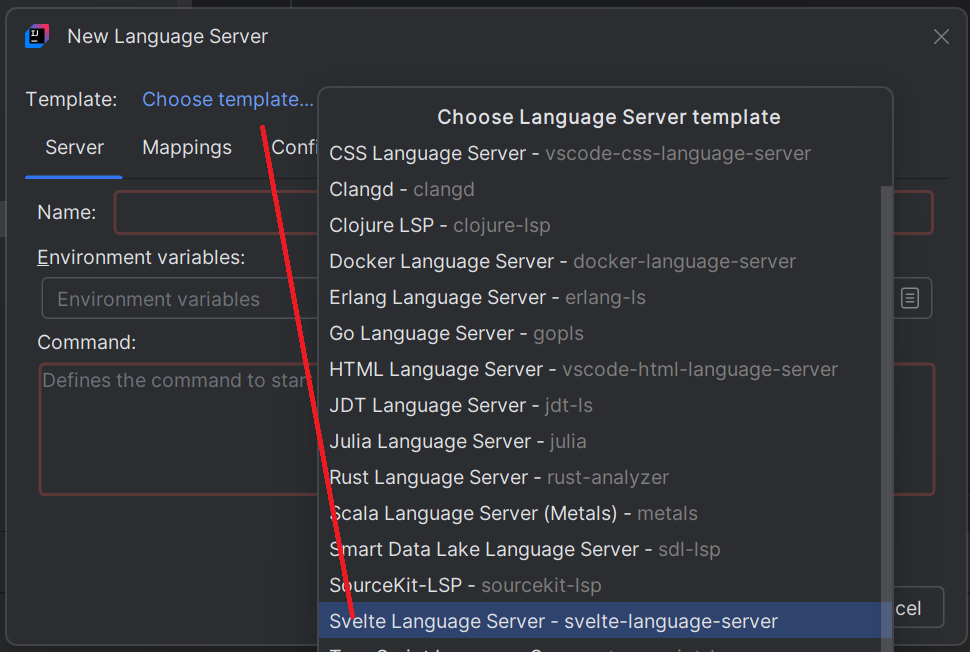 New Language Server
Template: Choose template...
Server Mappings Confi
Name:
Environment variables:
Environment variables
Command:
Defines the command to star
Choose Language Server template
CSS Language Server - vscode-css-language-server
Clangd - clangd
Clojure LSP - clojure-lsp
Docker Language Server - docker-language-server
Erlang Language Server - erlang-ls
Go Language Server - gopls
HTML Language Server - vscode-html-language-server
JDT Language Server - jdt-ls
Julia Language Server - julia
Rust Language Server - rust-analyzer
Scala Language Server (Metals) - metals
Smart Data Lake Language Server - sdl-lsp
SourceKit-LSP - sourcekit-lsp
Svelte Language Server - svelte-language-server
cel